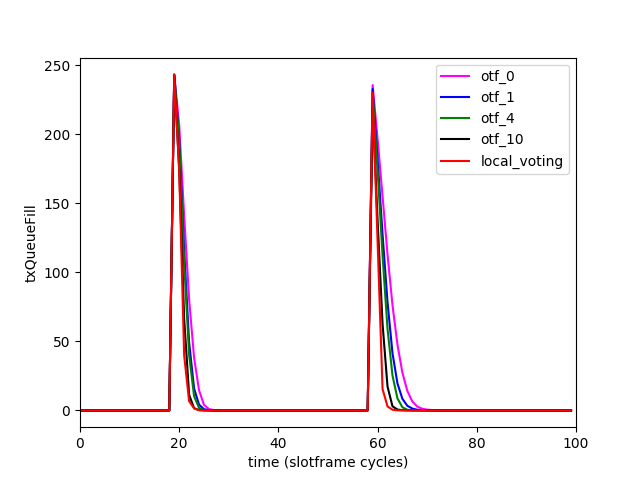 250
200
150
100
50
0
txQueueFill
0 20 40 60 80 100
time (slotframe cycles)
otf_0
otf_1
otf_4
otf_10
local_voting